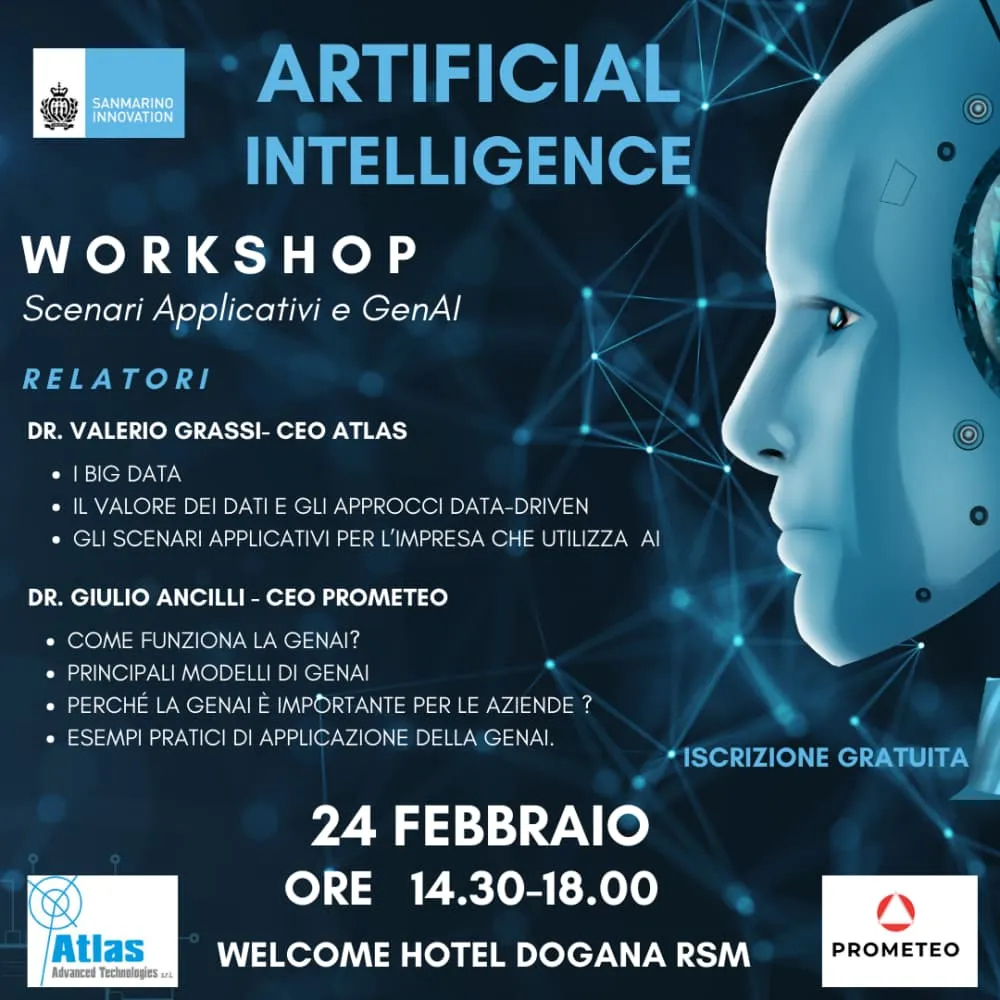 SANMARINO
INNOVATION
ARTIFICIAL
INTELLIGENCE
WORKSHOP
Scenari Applicativi e GenAI
RELATORI
DR. VALERIO GRASSI- CEO ATLAS
• I BIG DATA
• IL VALORE DEI DATI E GLI APPROCCI DATA-DRIVEN
• GLI SCENARI APPLICATIVI PER L'IMPRESA CHE UTILIZZA AI
DR. GIULIO ANCILLI - CEO PROMETEO
• COME FUNZIONA LA GENAI?
• PRINCIPALI MODELLI DI GENAI
• PERCHÉ LA GENAI È IMPORTANTE PER LE AZIENDE ?
• ESEMPI PRATICI DI APPLICAZIONE DELLA GENAI.
ISCRIZIONE GRATUITA
24 FEBBRAIO
ORE 14.30-18.00
WELCOME HOTEL DOGANA RSM
Atlas
Advanced Technologies s.r.l.
PROMETEO